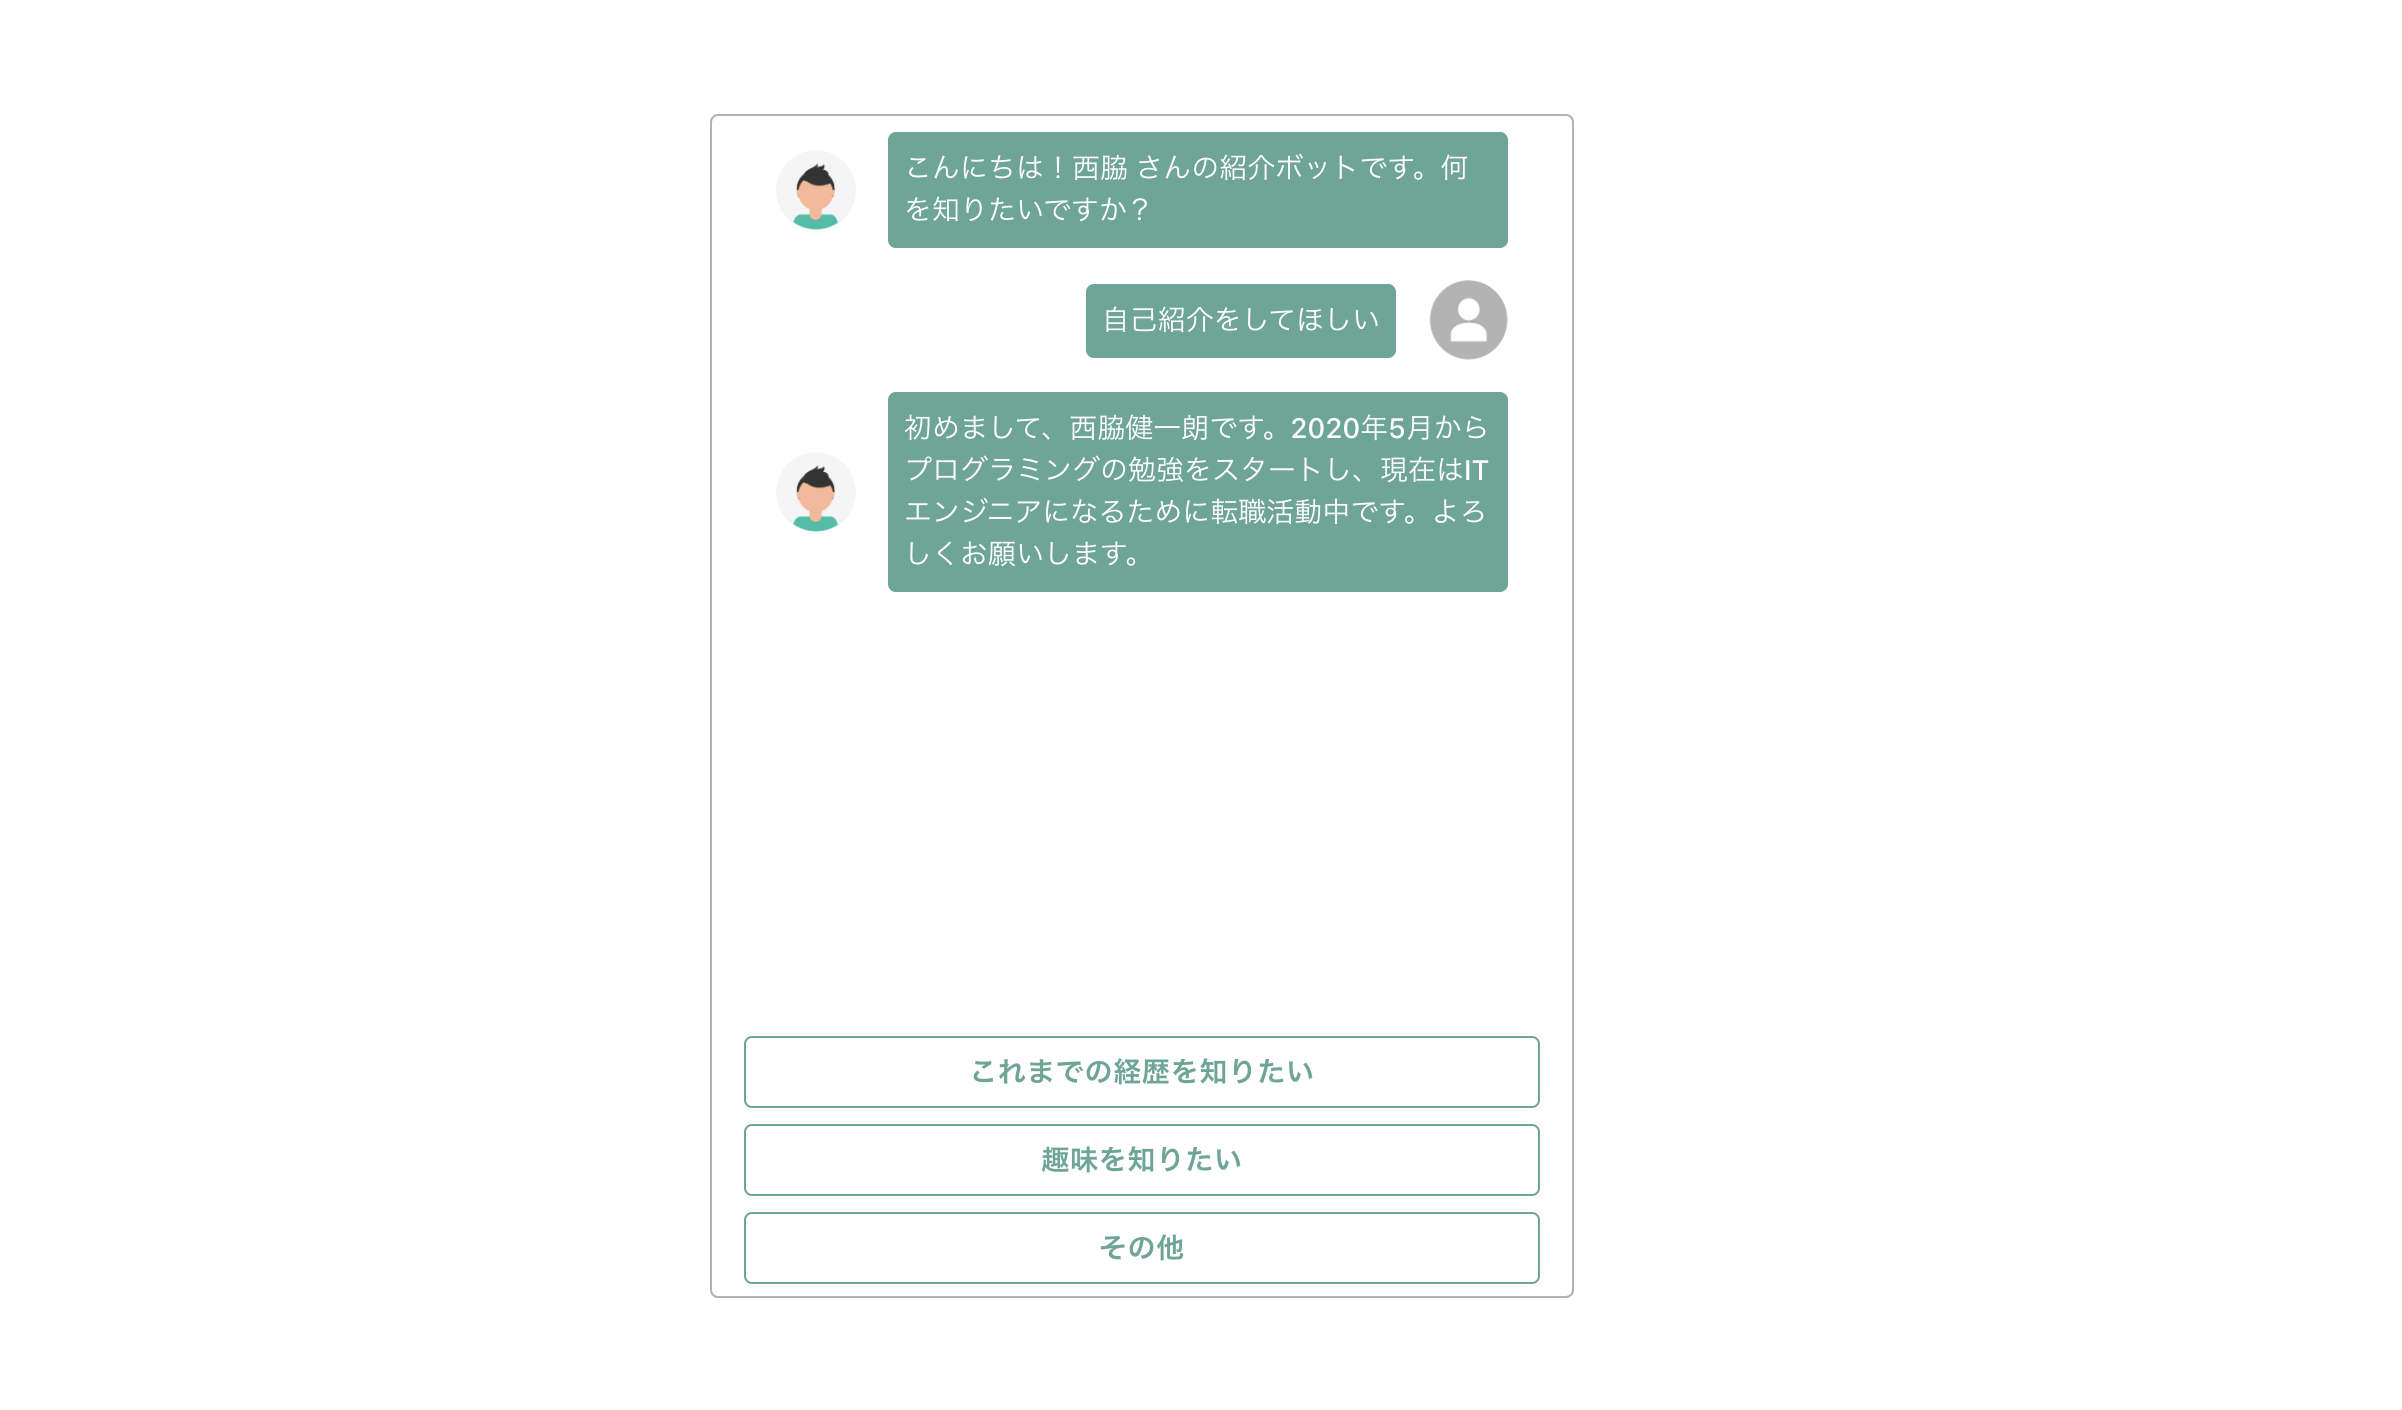 こんにちは！西脇 さんの紹介ボットです。何
を知りたいですか？
自己紹介をしてほしい
初めまして、西脇健一朗です。2020年5月から
プログラミングの勉強をスタートし、現在はIT
エンジニアになるために転職活動中です。よろ
しくお願いします。
これまでの経歴を知りたい
趣味を知りたい
その他